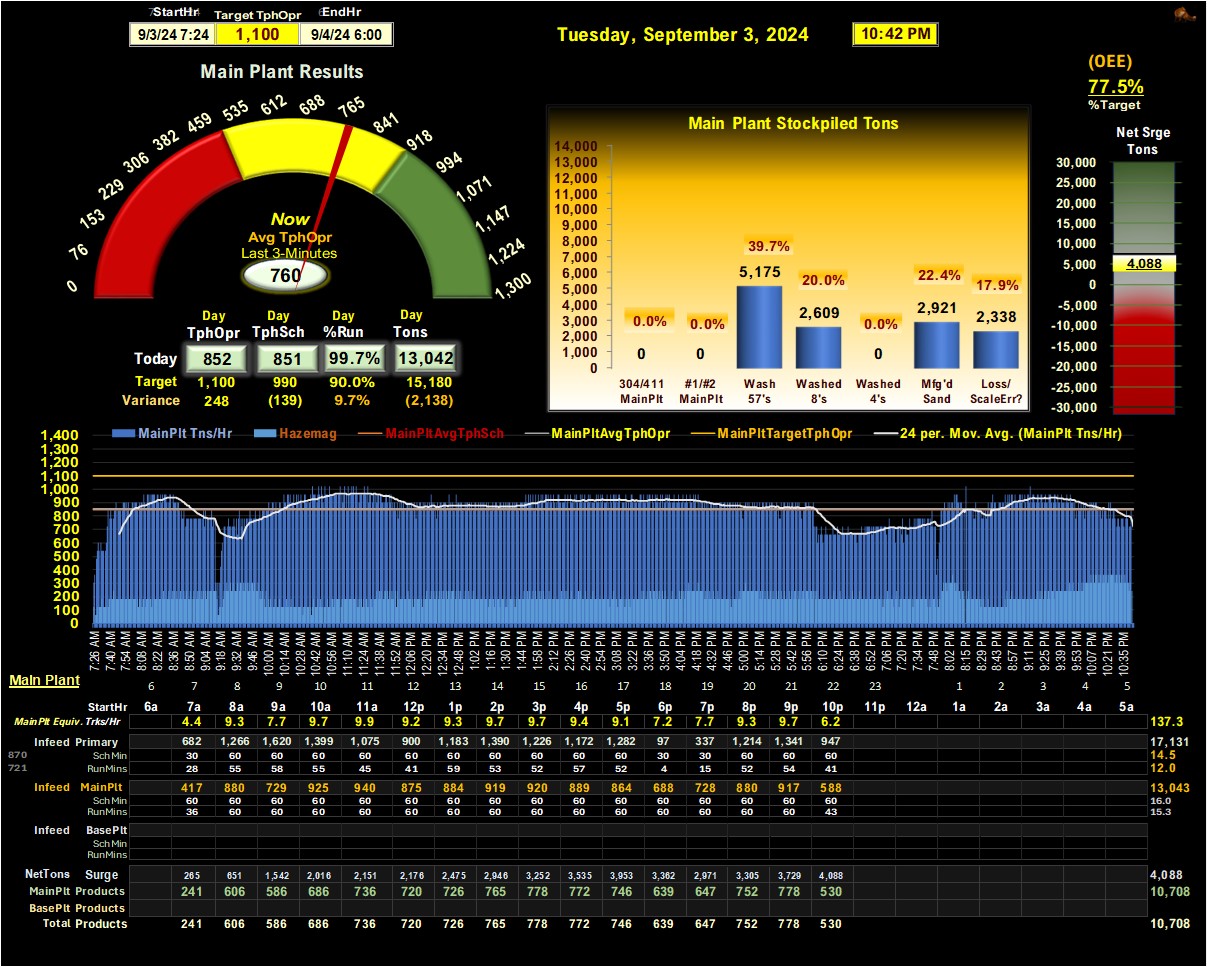 StartHr Target TphOpr EndHr
9/3/24 7:24 1,100 9/4/24 6:00
Tuesday, September 3, 2024 10:42 PM
(OEE)
77.5%
%Target
Main Plant Results
0 76 153 229 306 382 459 535 612 688 765 841 918 994 1,071 1,147 1,224 1,300
Now
Avg TphOpr
Last 3-Minutes
760
Day Day Day Day
TphOpr TphSch %Run Tons
Today 852 851 99.7% 13,042
Target 1,100 990 90.0% 15,180
Variance 248 (139) 9.7% (2,138)
Main Plant Stockpiled Tons
14,000
13,000
12,000
11,000
10,000
9,000
8,000
7,000
6,000
5,000
4,000
3,000
2,000
1,000
0
0.0% 0.0% 39.7% 20.0% 0.0% 22.4% 17.9%
0 0 5,175 2,609 0 2,921 2,338
304/411 #1/#2 Wash Washed Washed Mfg'd Loss/
MainPlt MainPlt 57's 8's 4's Sand ScaleErr?
Net Srge
Tons
30,000
25,000
20,000
15,000
10,000
5,000
0
-5,000
-10,000
-15,000
-20,000
-25,000
-30,000
4,088
MainPlt Tns/Hr Hazemag MainPltAvgTphSch MainPltAvgTphOpr MainPltTargetTphOpr 24 per. Mov. Avg. (MainPlt Tns/Hr)
1,400
1,300
1,200
1,100
1,000
900
800
700
600
500
400
300
200
100
0
7:26 AM 7:40 AM 7:54 AM 8:08 AM 8:22 AM 8:36 AM 8:50 AM 9:04 AM 9:18 AM 9:32 AM 9:46 AM 10:00 AM 10:14 AM 10:28 AM 10:42 AM 10:56 AM 11:10 AM 11:24 AM 11:39 AM 11:52 AM 12:06 PM 12:20 PM 12:34 PM 12:48 PM 1:02 PM 1:16 PM 1:30 PM 1:44 PM 1:58 PM 2:12 PM 2:26 PM 2:40 PM 2:54 PM 3:08 PM 3:22 PM 3:36 PM 3:50 PM 4:04 PM 4:18 PM 4:32 PM 4:46 PM 5:00 PM 5:14 PM 5:28 PM 5:42 PM 5:56 PM 6:10 PM 6:24 PM 6:39 PM 6:52 PM 7:06 PM 7:20 PM 7:34 PM 7:48 PM 8:02 PM 8:15 PM 8:29 PM 8:43 PM 8:57 PM 9:11 PM 9:25 PM 9:39 PM 9:53 PM 10:07 PM 10:21 PM 10:35 PM
Main Plant
6 7 8 9 10 11 12 13 14 15 16 17 18 19 20 21 22 23 1 2 3 4 5
StartHr 6a 7a 8a 9a 10a 11a 12p 1p 2p 3p 4p 5p 6p 7p 8p 9p 10p 11p 12a 1a 2a 3a 4a 5a
MainPlt Equiv. Trks/Hr 4.4 9.3 7.7 9.7 9.9 9.2 9.3 9.7 9.7 9.4 9.1 7.2 7.7 9.3 9.7 6.2 137.3
Infeed Primary 682 1,266 1,620 1,399 1,075 900 1,183 1,390 1,226 1,172 1,282 97 337 1,214 1,341 947 17,131
870 Sch Min 30 60 60 60 60 60 60 60 60 60 60 30 30 60 60 60 14.5
721 RunMins 28 55 58 55 45 41 59 53 52 57 52 4 15 52 54 41 12.0
Infeed MainPlt 417 880 729 925 940 875 884 919 920 889 864 688 728 880 917 588 13,043
Sch Min 60 60 60 60 60 60 60 60 60 60 60 60 60 60 60 60 16.0
RunMins 36 60 60 60 60 60 60 60 60 60 60 60 60 60 60 43 15.3
Infeed BasePlt
Sch Min
RunMins
NetTons Surge 265 651 1,542 2,016 2,151 2,176 2,475 2,946 3,252 3,535 3,953 3,362 2,971 3,305 3,729 4,088 4,088
MainPlt Products 241 606 586 686 736 720 726 765 778 772 746 639 647 752 778 530 10,708
BasePlt Products
Total Products 241 606 586 686 736 720 726 765 778 772 746 639 647 752 778 530 10,708